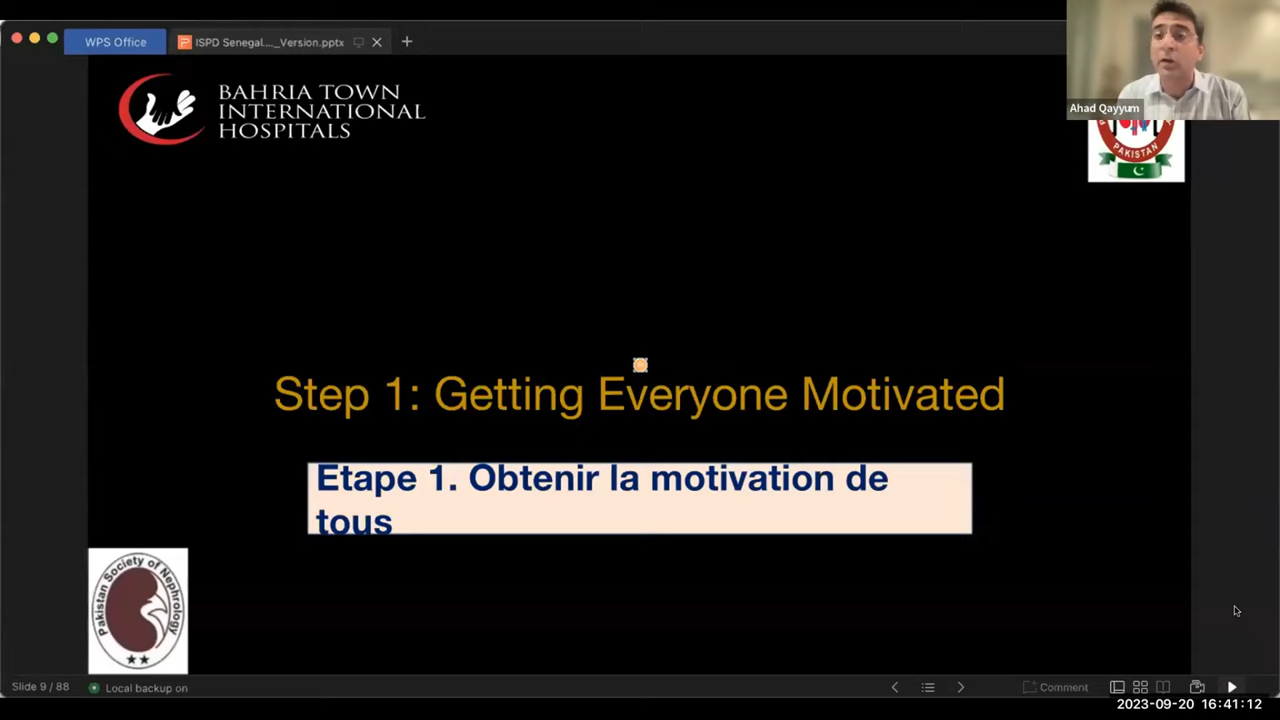 WPS Office
ISPD Senegal...._Version.pptx
BAHRIA TOWN
INTERNATIONAL
HOSPITALS
Ahad Qayyum
PAKISTAN
Step 1: Getting Everyone Motivated
Etape 1. Obtenir la motivation de
tous
Pakistan Society of Nephrology
Slide 9 / 88
Local backup on
Comment
2023-09-20 16:41:12